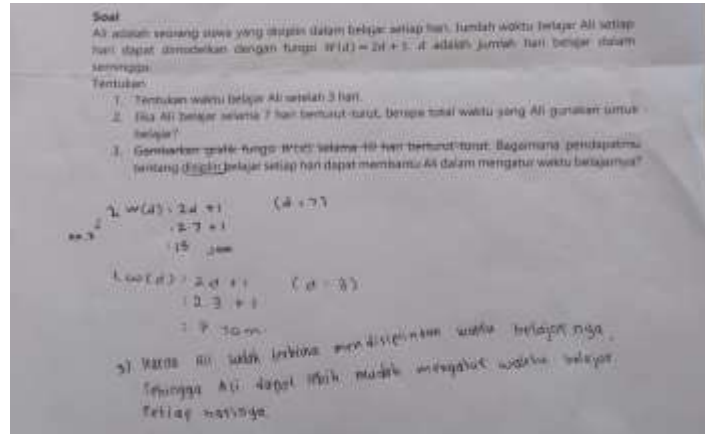 Soal
Ali adalah seorang siswa yang disiplin dalam belajar setiap hari. Jumlah waktu belajar Ali setiap
hari dapat dimodelkan dengan fungsi W(d) = 2d + 1. d adalah jumlah hari belajar dalam
seminggu.
Tentukan
1. Tentukan waktu belajar Ali setelah 3 hari.
2. Jika Ali belajar selama 7 hari berturut-turut, berapa total waktu yang Ali gunakan untuk
belajar?
3. Gambarkan grafik fungsi W(d) selama 10 hari berturut-turut. Bagaimana pendapatmu
tentang disiplin belajar setiap hari dapat membantu Ali dalam mengatur waktu belajarnya?
2. W(d) : 2d + 1 (d : 7)
: 2.7 + 1
: 15 Jam
1. W(d) : 2d + 1 (d : 3)
: 2.3 + 1
: 7 Jam
3) Karna Ali sudah terbiasa mendisiplinkan waktu belajar nya
Sehingga Ali dapat lebih mudah mengatur waktu belajar
Setiap harinya